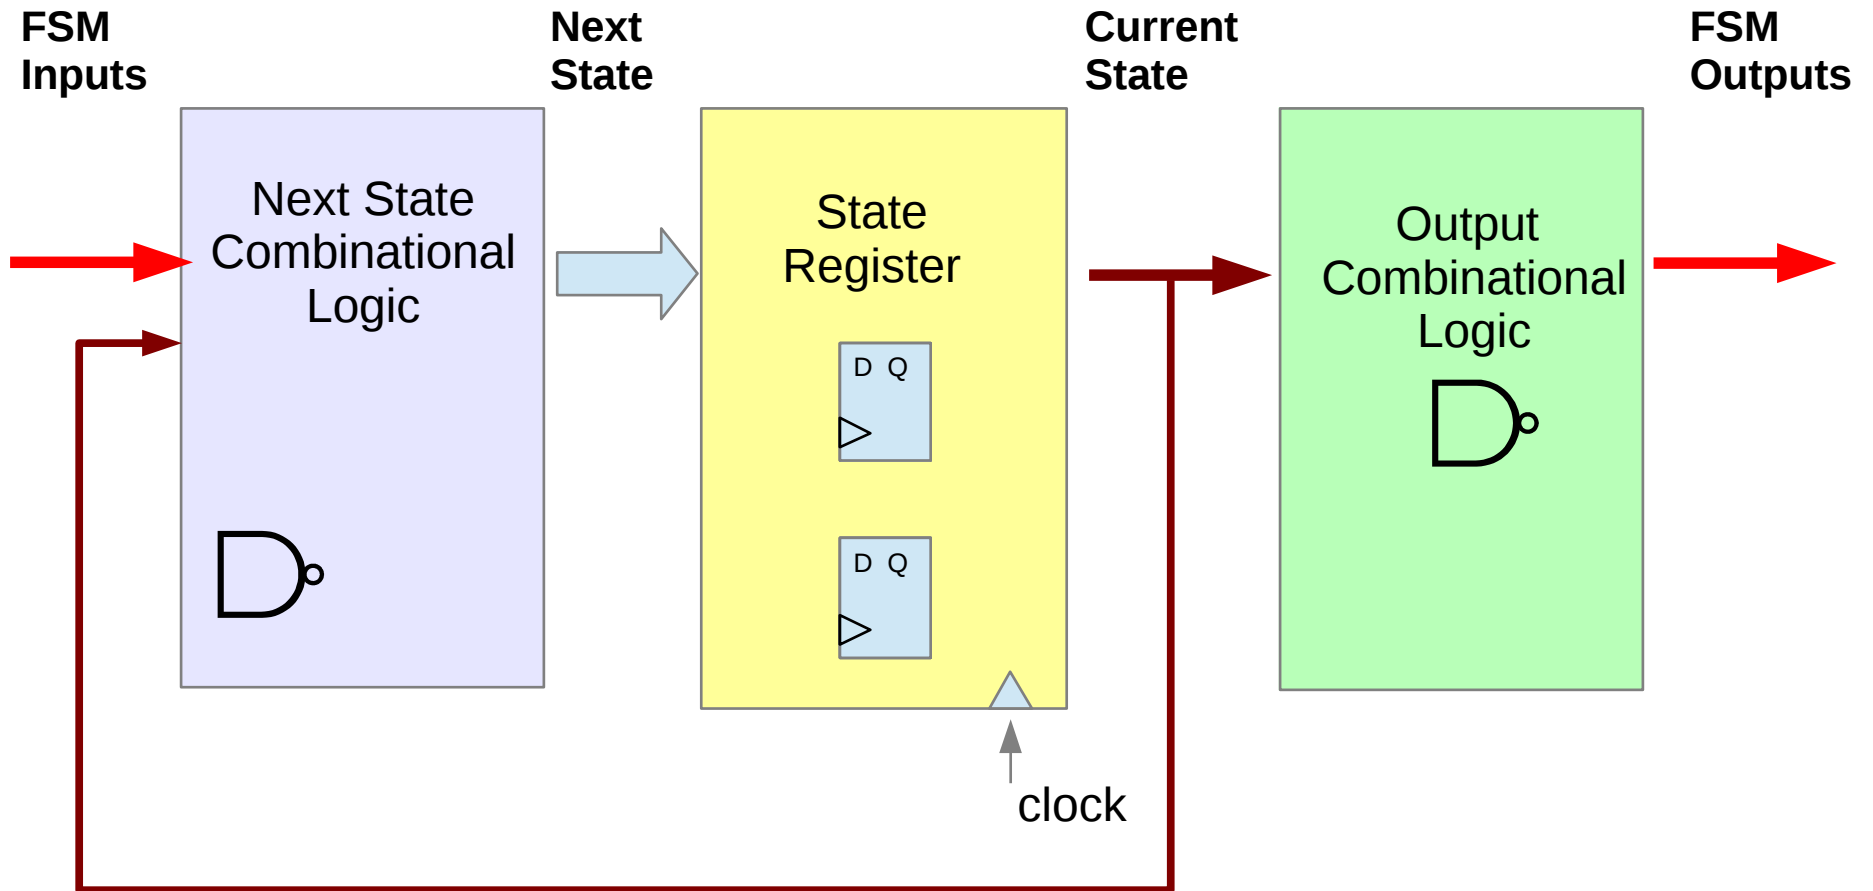 FSM
Inputs
Next
State
Current
State
FSM
Outputs
Next State
Combinational
Logic
State
Register
D Q
D Q
clock
Output
Combinational
Logic